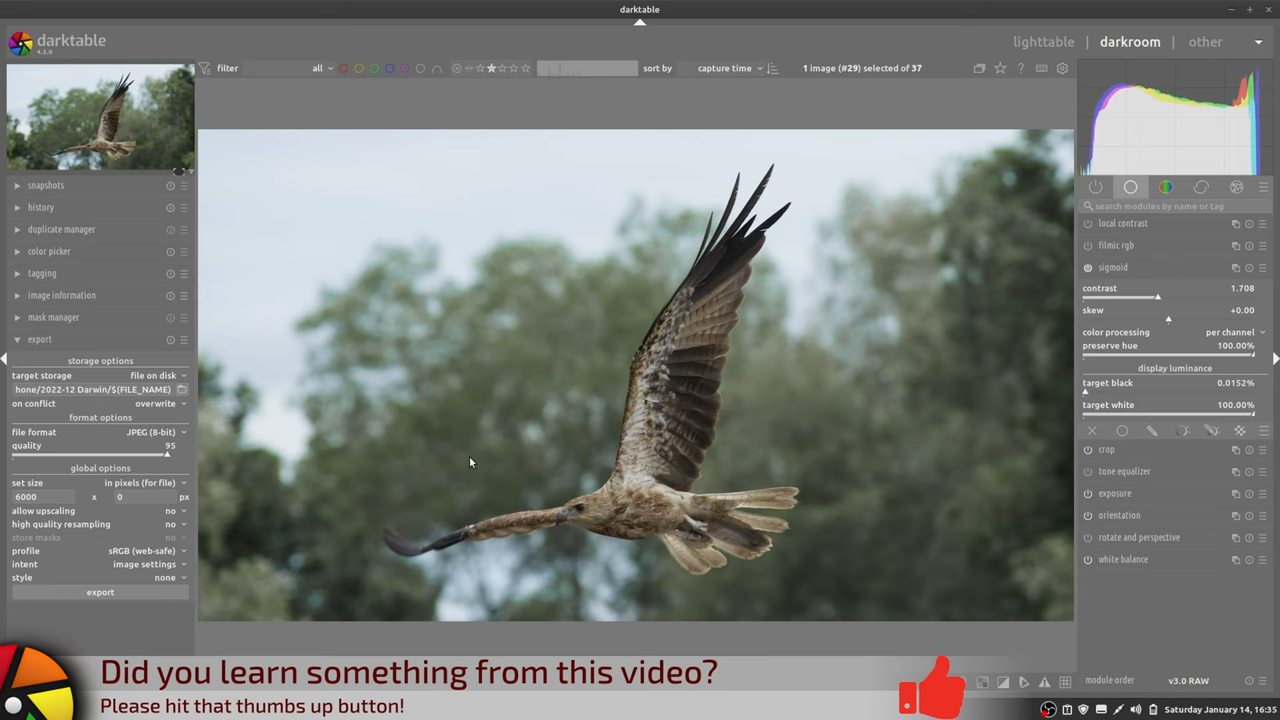 darktable
darktable
4.2.0
lighttable | darkroom | other
filter
all
sort by
capture time
1 image (#29) selected of 37
?
snapshots
history
duplicate manager
color picker
tagging
image information
mask manager
export
storage options
target storage file on disk
hone/2022-12 Darwin/$(FILE_NAME)
on conflict overwrite
format options
file format JPEG (8-bit)
quality 95
global options
set size in pixels (for file)
6000 x 0 px
allow upscaling no
high quality resampling no
store masks no
profile sRGB (web-safe)
intent image settings
style none
export
search modules by name or tag
local contrast
filmic rgb
sigmoid
contrast 1.708
skew +0.00
color processing per channel
preserve hue 100.00%
display luminance
target black 0.0152%
target white 100.00%
crop
tone equalizer
exposure
orientation
rotate and perspective
white balance
module order v3.0 RAW
Did you learn something from this video?
Please hit that thumbs up button!
Saturday January 14, 16:35